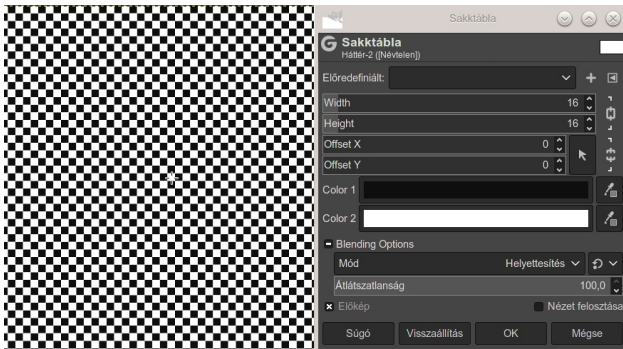 Sakktábla
Sakktábla
Háttér-2 ([Névtelen])
Előredefiniált:
Width 16
Height 16
Offset X 0
Offset Y 0
Color 1
Color 2
Blending Options
Mód Helyettesítés
Átlátszatlanság 100,0
Előkép Nézet felosztása
Súgó Visszaállítás OK Mégse